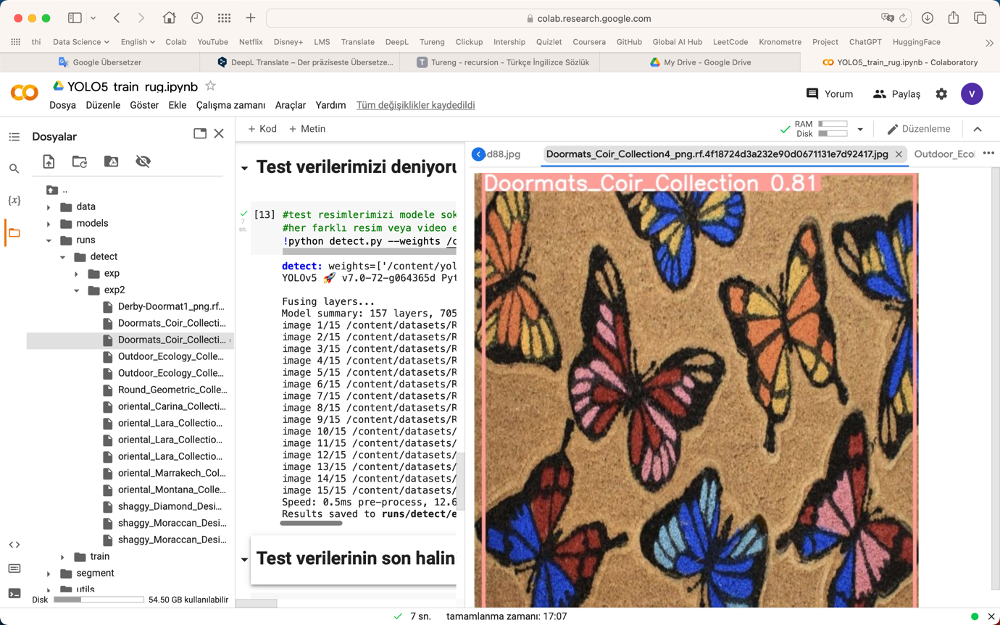 colab.research.google.com
thi Data Science English Colab YouTube Netflix Disney+ LMS Translate DeepL Tureng Clickup Intership Quizlet Coursera GitHub Global AI Hub LeetCode Kronometre Project ChatGPT HuggingFace
Google Übersetzer DeepL Translate – Der präziseste Übersetze... Tureng - recursion - Türkçe İngilizce Sözlük My Drive - Google Drive YOLO5_train_rug.ipynb - Colaboratory
YOLO5_train_rug.ipynb
Yorum Paylaş V
Dosya Düzenle Göster Ekle Çalışma zamanı Araçlar Yardım Tüm değişiklikler kaydedildi
Dosyalar
..
data
models
runs
detect
exp
exp2
Derby-Doormat1_png.rf...
Doormats_Coir_Collecti...
Doormats_Coir_Collecti...
Outdoor_Ecology_Colle...
Outdoor_Ecology_Colle...
Round_Geometric_Colle...
oriental_Carina_Collecti...
oriental_Lara_Collectio...
oriental_Lara_Collectio...
oriental_Lara_Collectio...
oriental_Marrakech_Col...
oriental_Montana_Colle...
shaggy_Diamond_Desi...
shaggy_Moraccan_Desi...
shaggy_Moraccan_Desi...
train
segment
utils
Disk 54.50 GB kullanılabilir
+ Kod + Metin
RAM
Disk
Düzenleme
Test verilerimizi deniyoru
[13] #test resimlerimizi modele sok
7
sn.
#her farklı resim veya video e
!python detect.py --weights /c
detect: weights=['/content/yol
YOLOv5 🚀 v7.0-72-g064365d Pyt
Fusing layers...
Model summary: 157 layers, 705
image 1/15 /content/datasets/R
image 2/15 /content/datasets/R
image 3/15 /content/datasets/R
image 4/15 /content/datasets/R
image 5/15 /content/datasets/R
image 6/15 /content/datasets/R
image 7/15 /content/datasets/R
image 8/15 /content/datasets/R
image 9/15 /content/datasets/R
image 10/15 /content/datasets/
image 11/15 /content/datasets/
image 12/15 /content/datasets/
image 13/15 /content/datasets/
image 14/15 /content/datasets/
image 15/15 /content/datasets/
Speed: 0.5ms pre-process, 12.6
Results saved to runs/detect/e
Test verilerinin son halin
d88.jpg Doormats_Coir_Collection4_png.rf.4f18724d3a232e90d0671131e7d92417.jpg Outdoor_Ecol
Doormats_Coir_Collection 0.81
7 sn. tamamlanma zamanı: 17:07